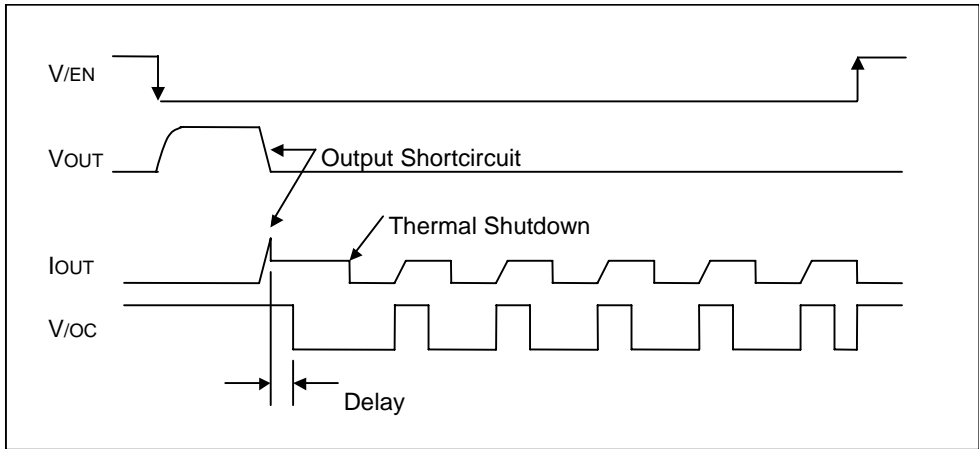 V/EN
VOUT
Output Shortcircuit
Thermal Shutdown
IOUT
V/OC
Delay